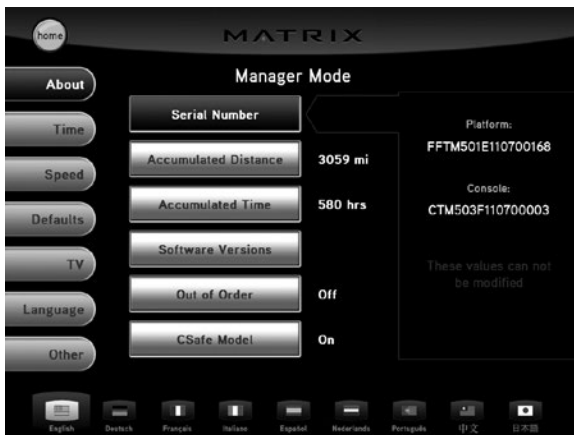 home
MATRIX
Manager Mode
About
Time
Speed
Defaults
TV
Language
Other
Serial Number
Accumulated Distance 3059 mi
Accumulated Time 580 hrs
Software Versions
Out of Order Off
CSafe Model On
Platform:
FFTM501E110700168
Console:
CTM503F110700003
These values can not
be modified
English Deutsch Français Italiano Español Nederlands Português 中文 日本語